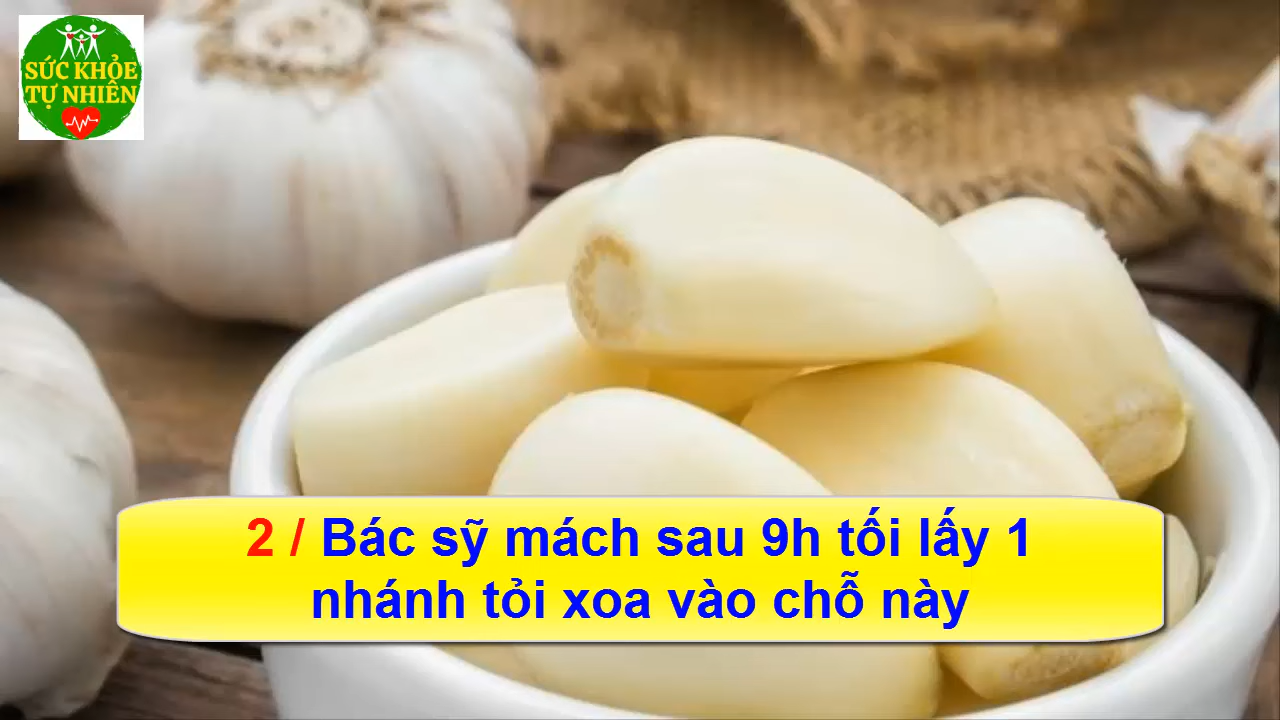 SỨC KHỎE
TỰ NHIÊN
2 / Bác sỹ mách sau 9h tối lấy 1
nhánh tỏi xoa vào chỗ này